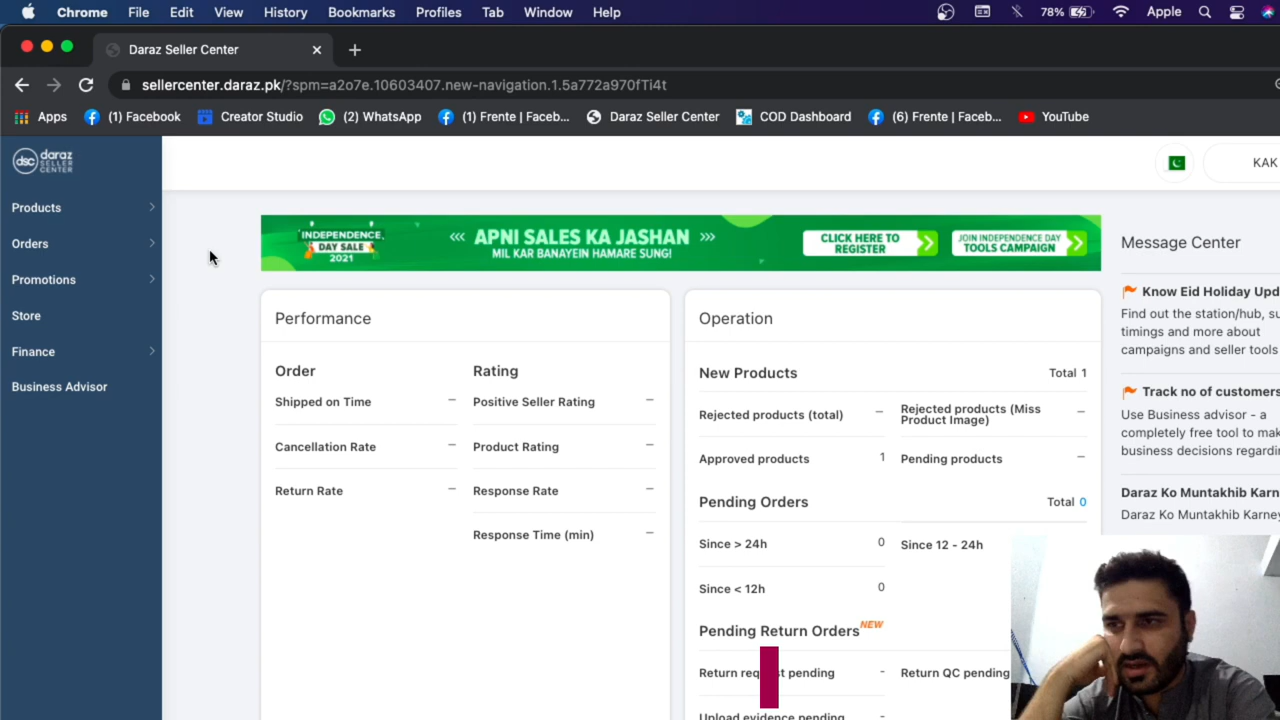 Chrome File Edit View History Bookmarks Profiles Tab Window Help 78% Apple
Daraz Seller Center
sellercenter.daraz.pk/?spm=a2o7e.10603407.new-navigation.1.5a772a970fTi4t
Apps (1) Facebook Creator Studio (2) WhatsApp (1) Frente | Faceb... Daraz Seller Center COD Dashboard (6) Frente | Faceb... YouTube
dsc daraz
SELLER
CENTER
KAK
Products
Orders
Promotions
Store
Finance
Business Advisor
INDEPENDENCE
DAY SALE
2021
APNI SALES KA JASHAN
MIL KAR BANAYEIN HAMARE SUNG!
CLICK HERE TO
REGISTER
JOIN INDEPENDENCE DAY
TOOLS CAMPAIGN
Performance
Order
Shipped on Time –
Cancellation Rate –
Return Rate –
Rating
Positive Seller Rating –
Product Rating –
Response Rate –
Response Time (min) –
Operation
New Products Total 1
Rejected products (total) –
Rejected products (Miss
Product Image) –
Approved products 1
Pending products –
Pending Orders Total 0
Since > 24h 0
Since 12 - 24h
Since < 12h 0
Pending Return Orders NEW
Return pending -
Return QC pending
Upload evidence pending -
Message Center
Know Eid Holiday Upd
Find out the station/hub, su
timings and more about
campaigns and seller tools
Track no of customers
Use Business advisor - a
completely free tool to mak
business decisions regardin
Daraz Ko Muntakhib Karn
Daraz Ko Muntakhib Karney